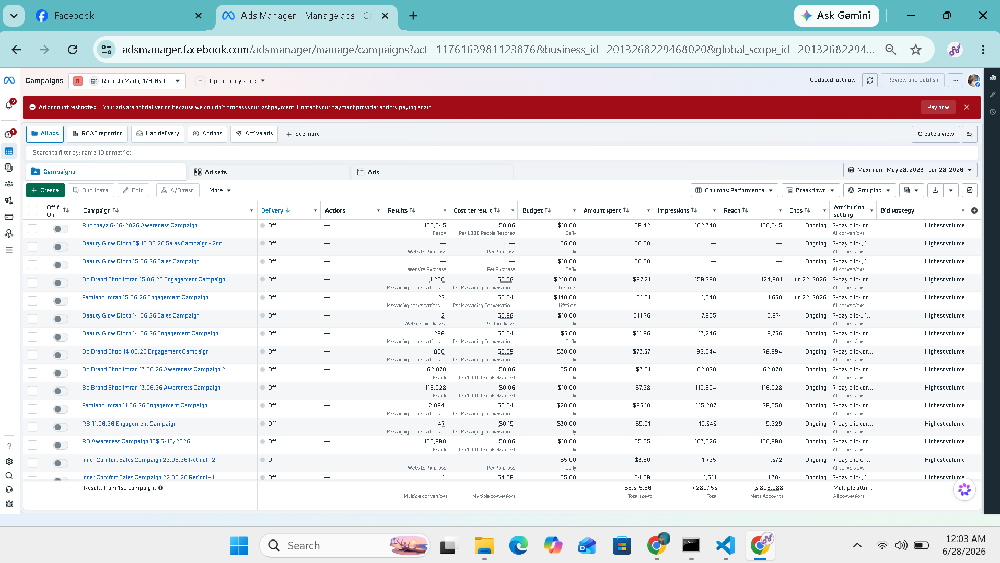 Facebook
Ads Manager - Manage ads - Ca
Ask Gemini
adsmanager.facebook.com/adsmanager/manage/campaigns?act=1176163981123876&business_id=2013268229468020&global_scope_id=20132682294...
Campaigns R Ruposhi Mart (11761639... Opportunity score Updated just now Review and publish ...
3
Ad account restricted Your ads are not delivering because we couldn't process your last payment. Contact your payment provider and try paying again. Pay now
1
All ads ROAS reporting Had delivery Actions Active ads + See more Create a view
Search to filter by: name, ID or metrics
Campaigns Ad sets Ads Maximum: May 28, 2023 – Jun 28, 2026
+ Create Duplicate Edit A/B test More Columns: Performance Breakdown Grouping
Off / On Campaign Delivery Actions Results Cost per result Budget Amount spent Impressions Reach Ends Attribution setting Bid strategy
Rupchaya 6/16/2026 Awareness Campaign Off — 156,545 $0.06 $10.00 $9.42 162,340 156,545 Ongoing 7-day click or... Highest volume
Reach Per 1,000 People Reached Daily All conversions
Beauty Glow Dipto 6$ 15.06.26 Sales Campaign - 2nd Off — — — $6.00 $0.00 — — Ongoing 7-day click, 1... Highest volume
Website Purchase Per Purchase Daily All conversions
Beauty Glow Dipto 15.06.26 Sales Campaign Off — — — $10.00 $0.00 — — Ongoing 7-day click, 1... Highest volume
Website Purchase Per Purchase Daily All conversions
Bd Brand Shop Imran 15.06.26 Engagement Campaign Off — 1,250 $0.08 $210.00 $97.21 159,798 124,881 Jun 22, 2026 7-day click or... Highest volume
Messaging conversations ... Per Messaging Conversatio... Lifetime All conversions
Femland Imran 15.06.26 Engagement Campaign Off — 27 $0.04 $140.00 $1.01 1,640 1,630 Jun 22, 2026 7-day click or... Highest volume
Messaging conversations ... Per Messaging Conversatio... Lifetime All conversions
Beauty Glow Dipto 14.06.26 Sales Campaign Off — 2 $5.88 $10.00 $11.76 7,955 6,974 Ongoing 7-day click, 1... Highest volume
Website purchases Per Purchase Daily All conversions
Beauty Glow Dipto 14.06.26 Engagement Campaign Off — 298 $0.04 $3.00 $11.96 13,246 9,736 Ongoing 7-day click or... Highest volume
Messaging conversations ... Per Messaging Conversatio... Daily All conversions
Bd Brand Shop 14.06.26 Engagement Campaign Off — 850 $0.09 $30.00 $73.37 92,644 78,894 Ongoing 7-day click or... Highest volume
Messaging conversations ... Per Messaging Conversatio... Daily All conversions
Bd Brand Shop Imran 13.06.26 Awareness Campaign 2 Off — 62,870 $0.06 $5.00 $3.51 62,870 62,870 Ongoing 7-day click or... Highest volume
Reach Per 1,000 People Reached Daily All conversions
Bd Brand Shop Imran 13.06.26 Awareness Campaign Off — 116,028 $0.06 $10.00 $7.28 119,594 116,028 Ongoing 7-day click or... Highest volume
Reach Per 1,000 People Reached Daily All conversions
Femland Imran 11.06.26 Engagement Campaign Off — 2,094 $0.04 $20.00 $93.10 115,207 79,650 Ongoing 7-day click or... Highest volume
Messaging conversations ... Per Messaging Conversatio... Daily All conversions
RB 11.06.26 Engagement Campaign Off — 47 $0.19 $30.00 $9.01 10,343 9,229 Ongoing 7-day click or... Highest volume
Messaging conversations ... Per Messaging Conversatio... Daily All conversions
RB Awareness Campaign 10$ 6/10/2026 Off — 100,898 $0.06 $10.00 $5.65 103,526 100,898 Ongoing 7-day click or... Highest volume
Reach Per 1,000 People Reached Daily All conversions
Inner Comfort Sales Campaign 22.05.26 Retinol - 2 Off — — — $5.00 $3.80 1,725 1,372 Ongoing 7-day click, 1... Highest volume
Website Purchase Per Purchase Daily All conversions
Inner Comfort Sales Campaign 22.05.26 Retinol - 1 Off — 1 $4.09 $5.00 $4.09 1,611 1,384 Ongoing 7-day click, 1... Highest volume
Results from 139 campaigns — — $6,315.66 7,280,153 3,806,088 Multiple attri...
Multiple conversions Multiple conversions Total spent Total Meta Accounts All conversions
Search
12:03 AM
6/28/2026